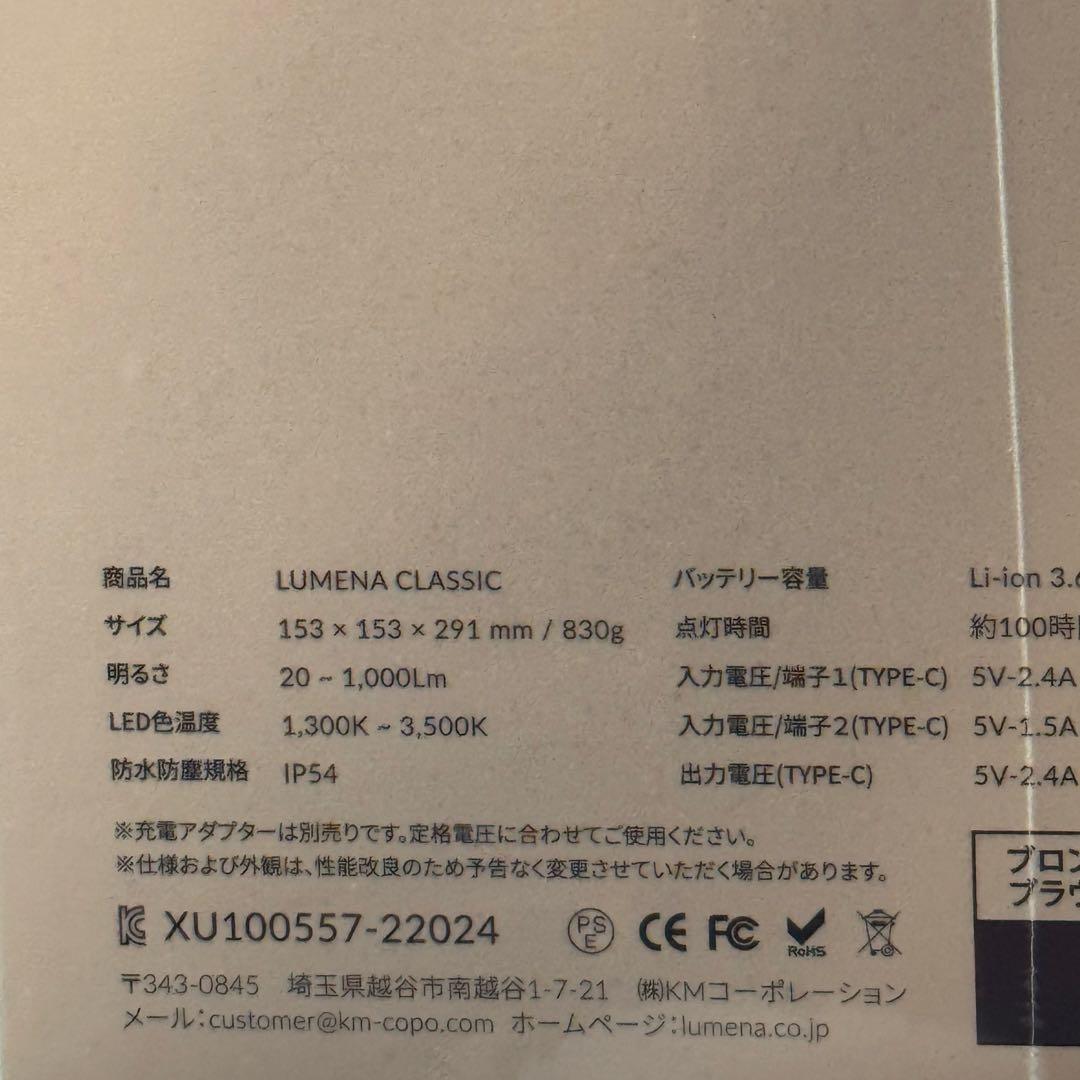 商品名 LUMENA CLASSIC バッテリー容量 Li-ion 3.6
サイズ 153 × 153 × 291 mm / 830g 点灯時間 約100時
明るさ 20 ~ 1,000Lm 入力電圧/端子1(TYPE-C) 5V-2.4A
LED色温度 1,300K ~ 3,500K 入力電圧/端子2(TYPE-C) 5V-1.5A
防水防塵規格 IP54 出力電圧(TYPE-C) 5V-2.4A
※充電アダプターは別売りです。定格電圧に合わせてご使用ください。
※仕様および外観は、性能改良のため予告なく変更させていただく場合があります。
ブロン
ブラウ
XU100557-22024 PSE CE FC RoHS
〒343-0845 埼玉県越谷市南越谷1-7-21 ㈱KMコーポレーション
メール:customer@km-copo.com ホームページ:lumena.co.jp